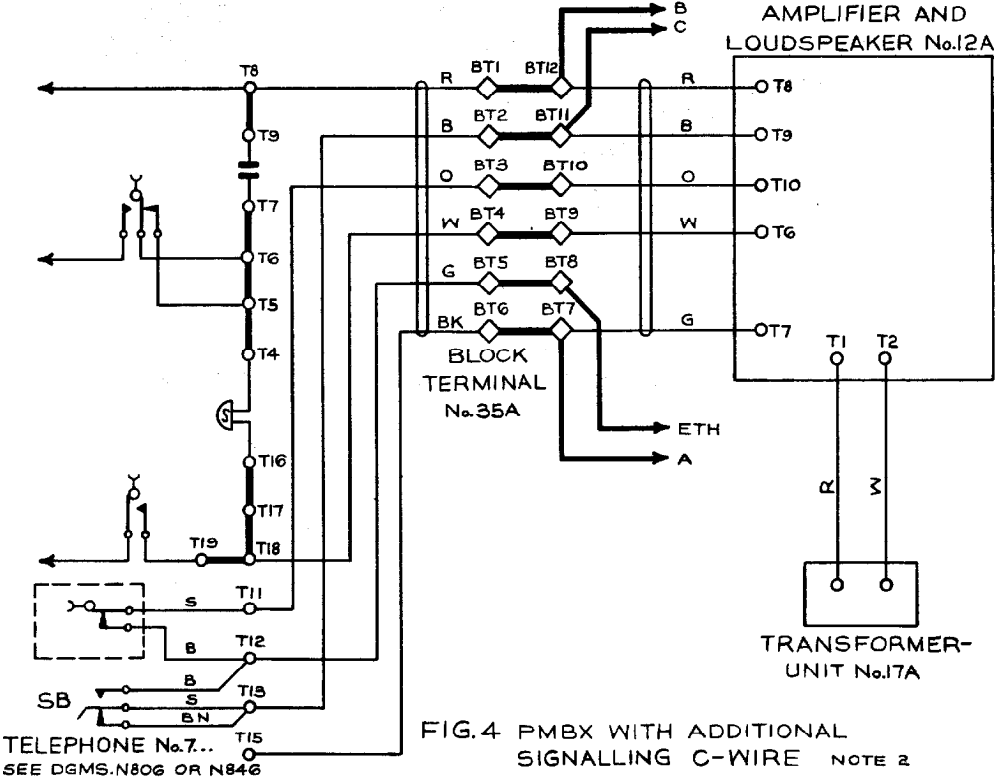 B
C
AMPLIFIER AND
LOUDSPEAKER No.12A
T8
R
BT1
BT12
R
T8
T9
B
BT2
BT11
B
T9
O
BT3
BT10
O
T10
T7
W
BT4
BT9
W
T6
T6
G
BT5
BT8
T5
BK
BT6
BT7
G
T7
T4
BLOCK
TERMINAL
No.35A
T1
T2
S
ETH
A
T16
R
W
T17
T19
T18
S
T11
B
T12
B
SB
S
T13
BN
T15
TRANSFORMER-
UNIT No.17A
TELEPHONE No.7...
SEE DGMS.N806 OR N846
FIG.4 PMBX WITH ADDITIONAL
SIGNALLING C-WIRE NOTE 2